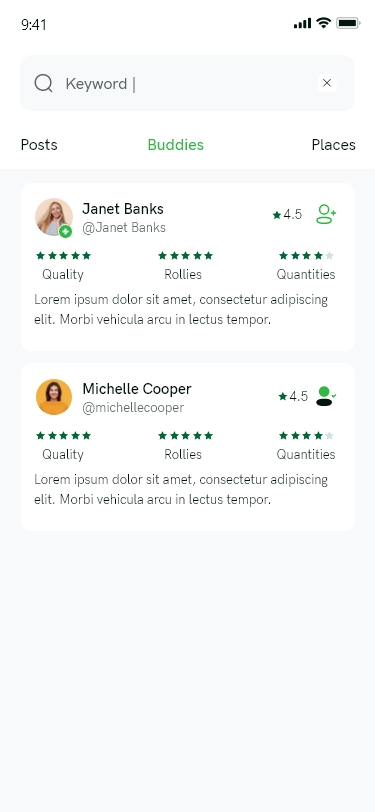 9:41
Keyword |
Posts Buddies Places
Janet Banks
@Janet Banks
4.5
Quality Rollies Quantities
Lorem ipsum dolor sit amet, consectetur adipiscing
elit. Morbi vehicula arcu in lectus tempor.
Michelle Cooper
@michellecooper
4.5
Quality Rollies Quantities
Lorem ipsum dolor sit amet, consectetur adipiscing
elit. Morbi vehicula arcu in lectus tempor.